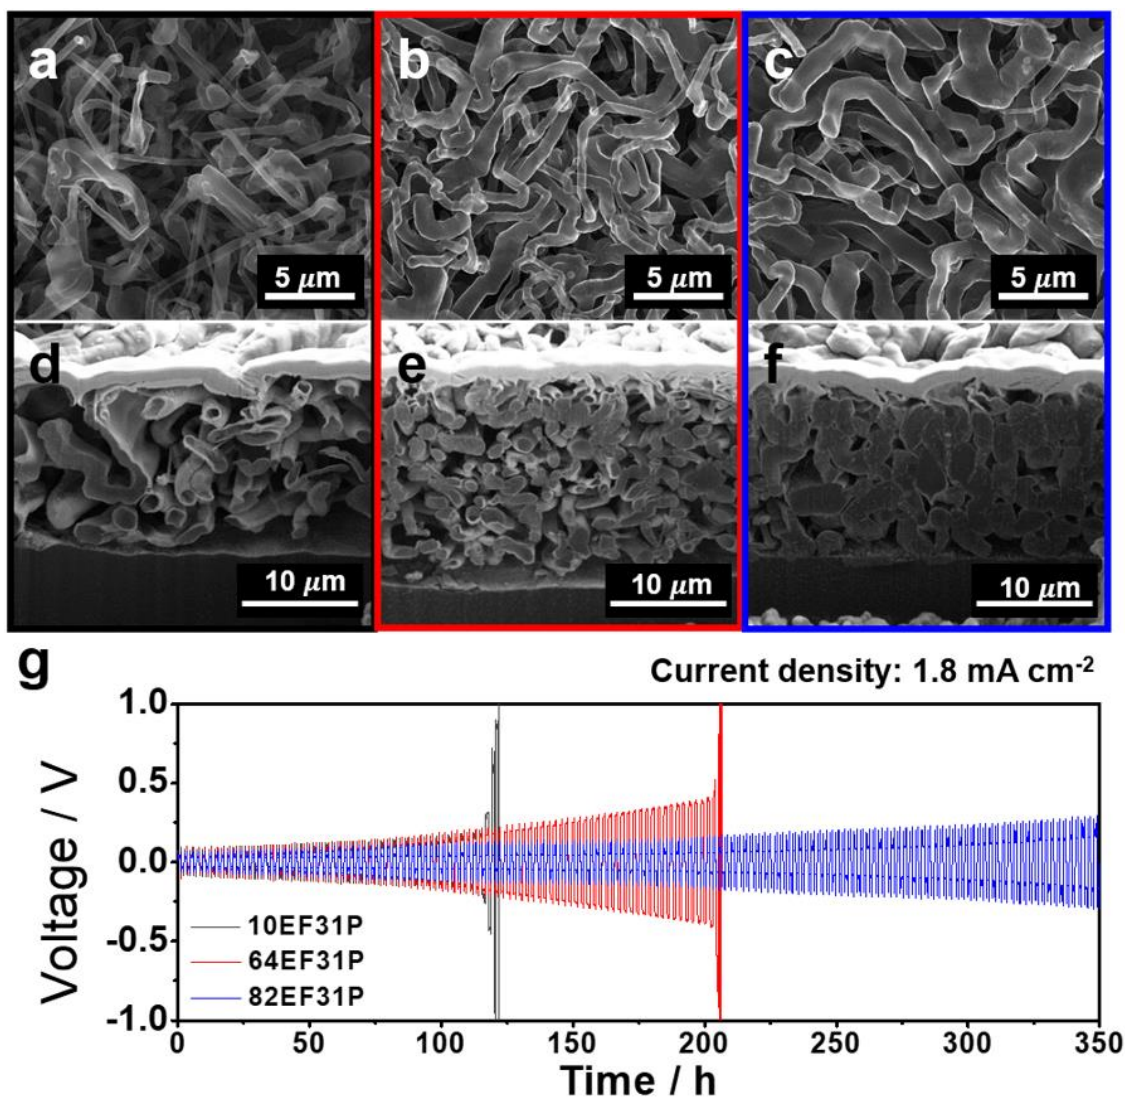 a
b
c
5 μm
5 μm
5 μm
d
e
f
10 μm
10 μm
10 μm
g
Current density: 1.8 mA cm-2
1.0
0.5
0.0
-0.5
-1.0
Voltage / V
10EF31P
64EF31P
82EF31P
0 50 100 150 200 250 300 350
Time / h